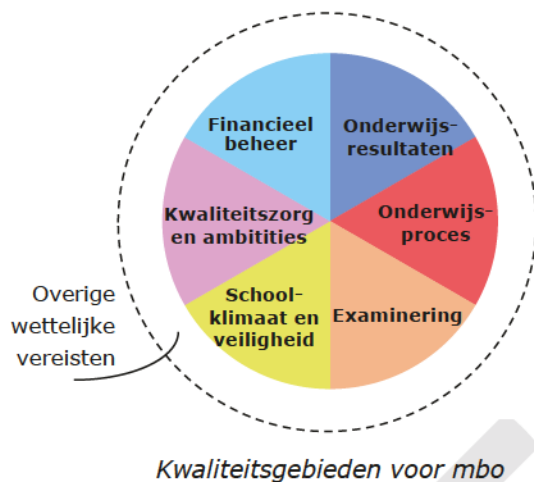 Financieel
beheer
Onderwijs-
resultaten
Kwaliteitszorg
en ambitities
Onderwijs-
proces
School-
klimaat en
veiligheid
Examinering
Overige
wettelijke
vereisten
Kwaliteitsgebieden voor mbo